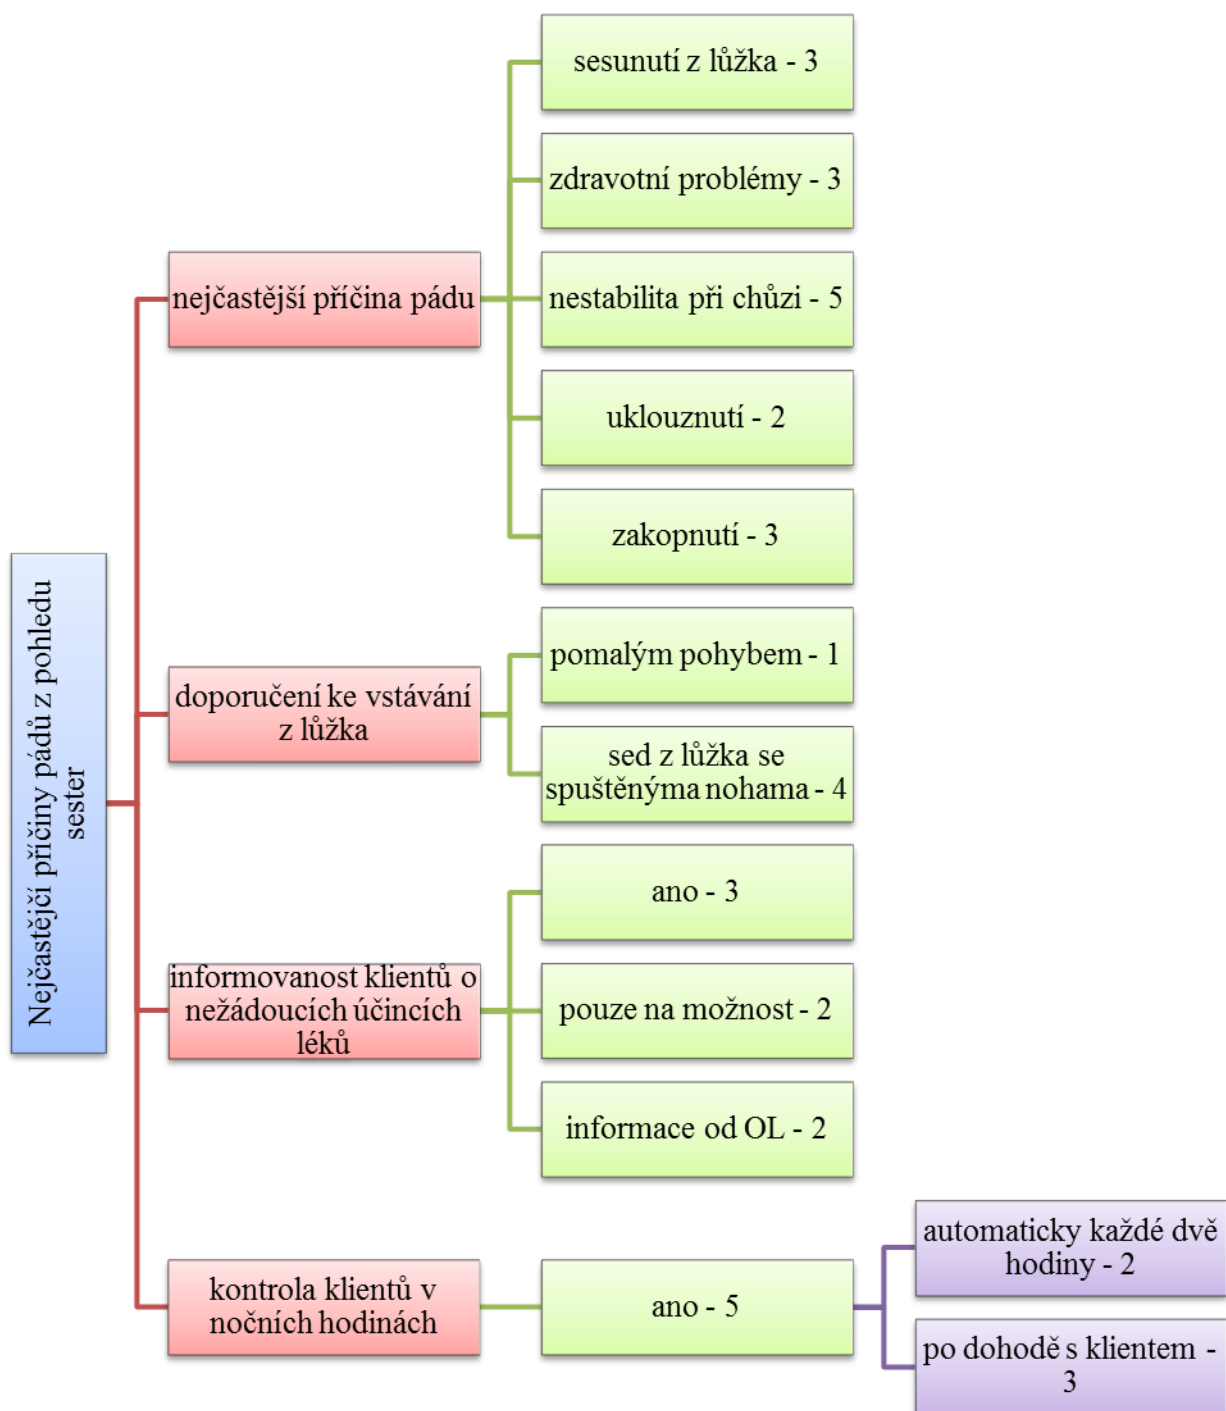 Nejčastějčí příčiny pádů z pohledu
sester
nejčastější příčina pádu
sesunutí z lůžka - 3
zdravotní problémy - 3
nestabilita při chůzi - 5
uklouznutí - 2
zakopnutí - 3
doporučení ke vstávání
z lůžka
pomalým pohybem - 1
sed z lůžka se
spuštěnýma nohama - 4
informovanost klientů o
nežádoucích účincích
léků
ano - 3
pouze na možnost - 2
informace od OL - 2
kontrola klientů v
nočních hodinách
ano - 5
automaticky každé dvě
hodiny - 2
po dohodě s klientem -
3